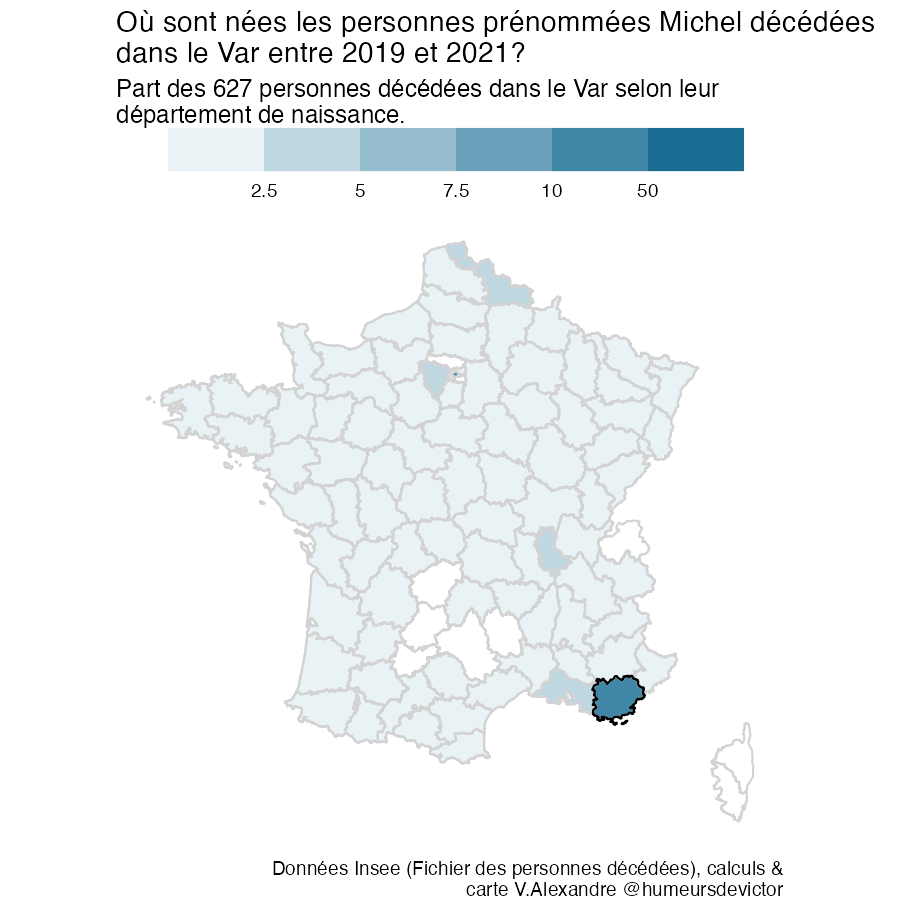 Où sont nées les personnes prénommées Michel décédées
dans le Var entre 2019 et 2021?
Part des 627 personnes décédées dans le Var selon leur
département de naissance.
2.5 5 7.5 10 50
Données Insee (Fichier des personnes décédées), calculs &
carte V.Alexandre @humeursdevictor